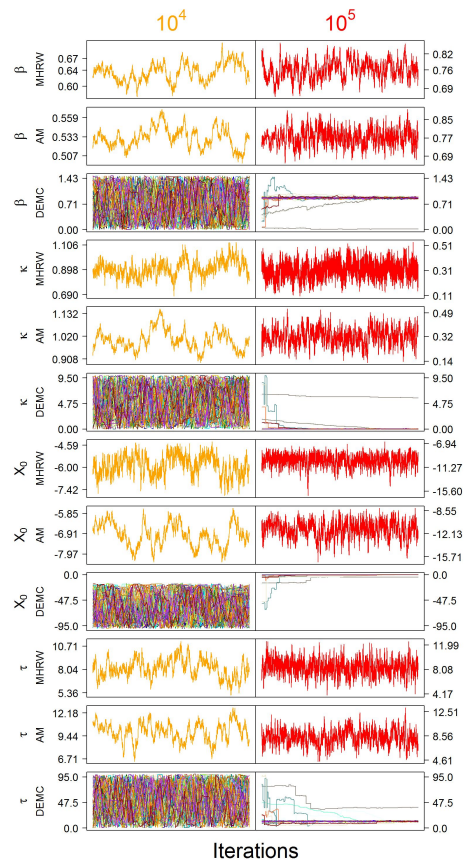 10⁴ 10⁵
β MHRW 0.67 0.64 0.60 0.82 0.76 0.69
β AM 0.559 0.533 0.507 0.85 0.77 0.69
β DEMC 1.43 0.71 0.00 1.43 0.71 0.00
κ MHRW 1.106 0.898 0.690 0.51 0.31 0.11
κ AM 1.132 1.020 0.908 0.49 0.32 0.14
κ DEMC 9.50 4.75 0.00 9.50 4.75 0.00
X₀ MHRW -4.59 -6.00 -7.42 -6.94 -11.27 -15.60
X₀ AM -5.85 -6.91 -7.97 -8.55 -12.13 -15.71
X₀ DEMC 0.0 -47.5 -95.0 0.0 -47.5 -95.0
τ MHRW 10.71 8.04 5.36 11.99 8.08 4.17
τ AM 12.18 9.44 6.71 12.51 8.56 4.61
τ DEMC 95.0 47.5 0.0 95.0 47.5 0.0
Iterations